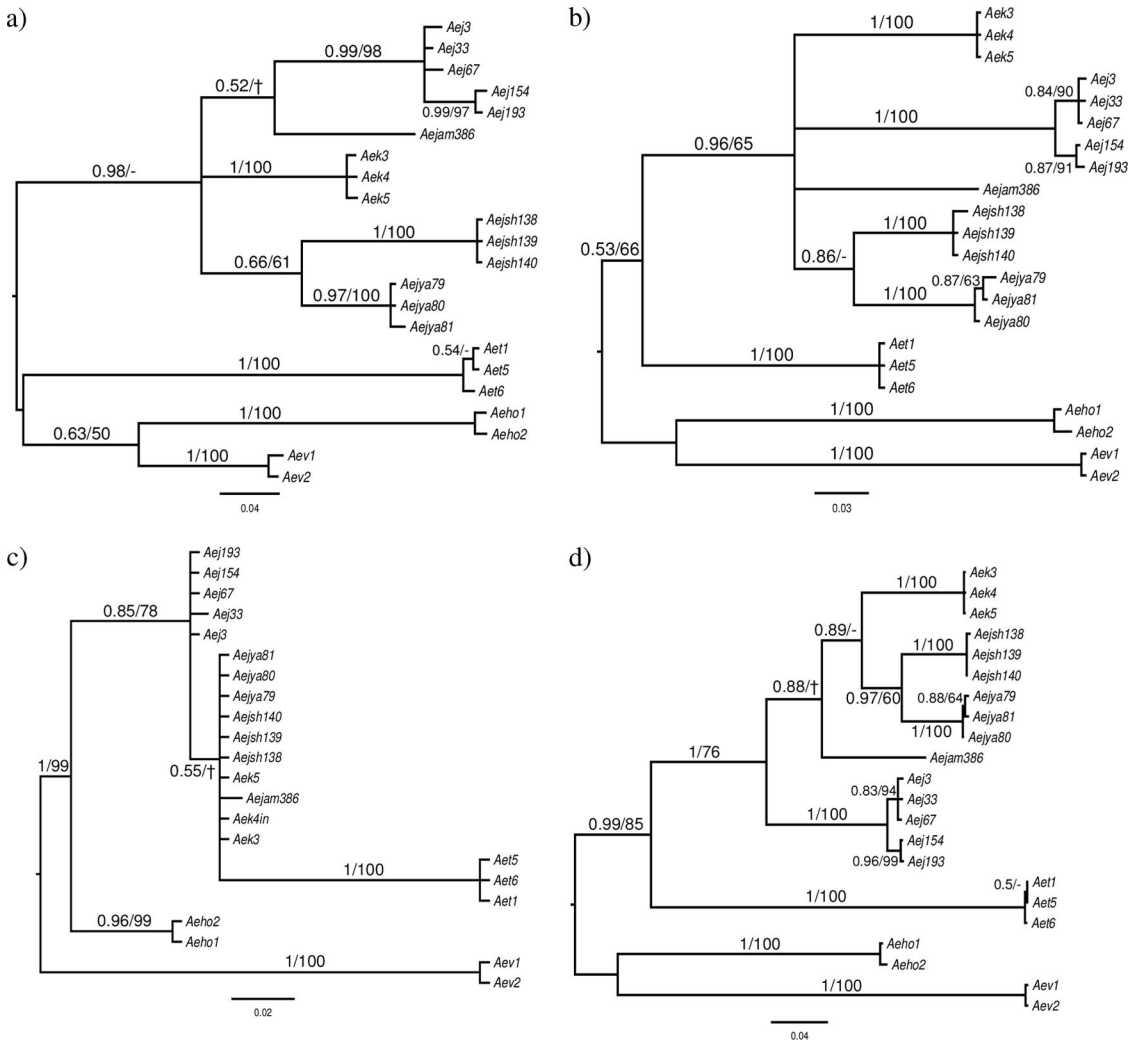 a)
Aej3
Aej33
0.99/98
Aej67
0.52/†
Aej154
0.99/97
Aej193
Aejam386
Aek3
0.98/-
1/100
Aek4
Aek5
Aejsh138
1/100
Aejsh139
Aejsh140
0.66/61
Aejya79
0.97/100
Aejya80
Aejya81
Aet1
0.54/-
1/100
Aet5
Aet6
1/100
Aeho1
0.63/50
Aeho2
1/100
Aev1
Aev2
0.04
b)
Aek3
1/100
Aek4
Aek5
Aej3
0.84/90
Aej33
1/100
Aej67
0.96/65
Aej154
0.87/91
Aej193
Aejam386
Aejsh138
1/100
Aejsh139
0.53/66
0.86/-
Aejsh140
0.87/63
Aejya79
1/100
Aejya81
Aejya80
Aet1
1/100
Aet5
Aet6
1/100
Aeho1
Aeho2
1/100
Aev1
Aev2
0.03
c)
Aej193
Aej154
Aej67
0.85/78
Aej33
Aej3
Aejya81
Aejya80
Aejya79
Aejsh140
Aejsh139
Aejsh138
1/99
0.55/†
Aek5
Aejam386
Aek4in
Aek3
Aet5
1/100
Aet6
Aet1
0.96/99
Aeho2
Aeho1
1/100
Aev1
Aev2
0.02
d)
Aek3
1/100
Aek4
Aek5
0.89/-
Aejsh138
1/100
Aejsh139
Aejsh140
0.88/†
0.97/60
0.88/64
Aejya79
Aejya81
1/100
Aejya80
1/76
Aejam386
Aej3
0.83/94
Aej33
1/100
Aej67
0.99/85
Aej154
0.96/99
Aej193
0.5/-
Aet1
1/100
Aet5
Aet6
1/100
Aeho1
Aeho2
1/100
Aev1
Aev2
0.04